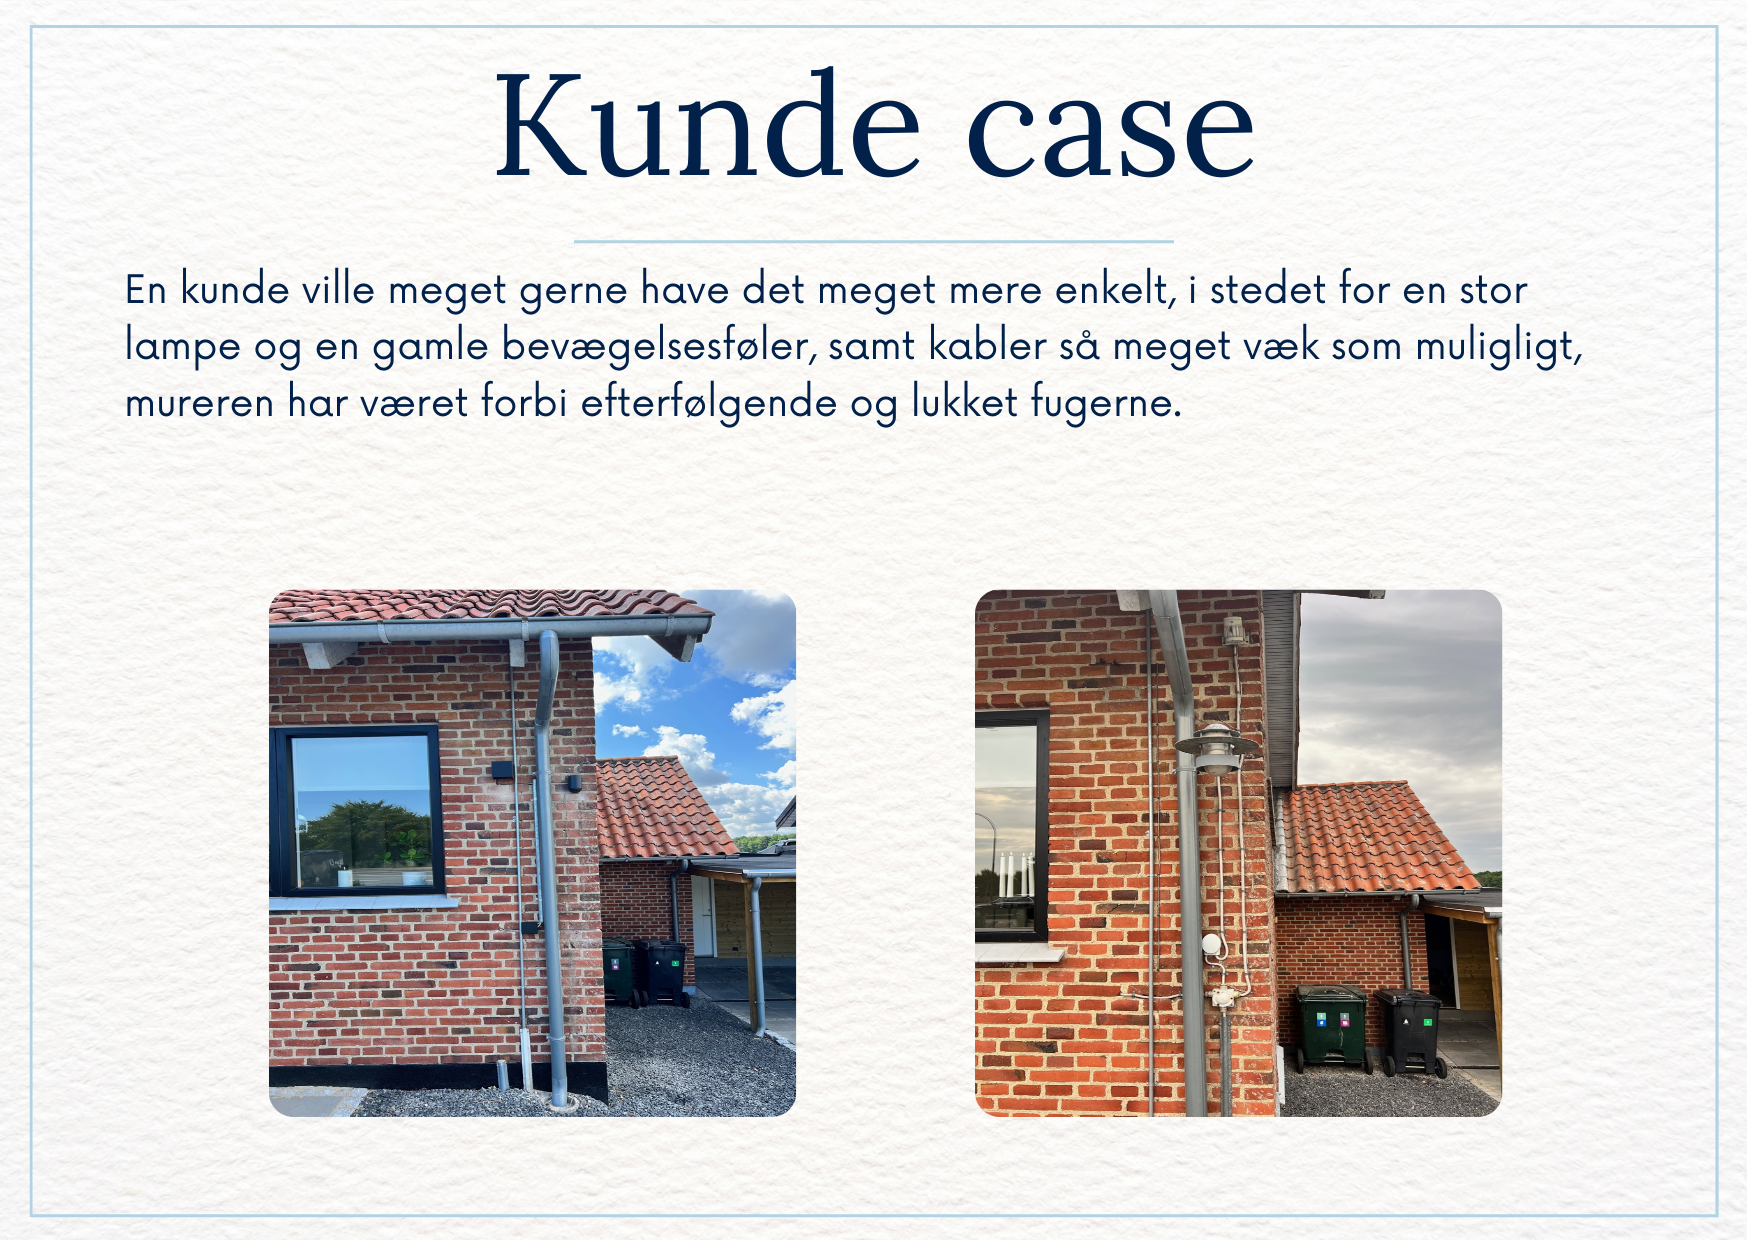 Kunde case
En kunde ville meget gerne have det meget mere enkelt, i stedet for en stor
lampe og en gamle bevægelsesføler, samt kabler så meget væk som muligligt,
mureren har været forbi efterfølgende og lukket fugerne.